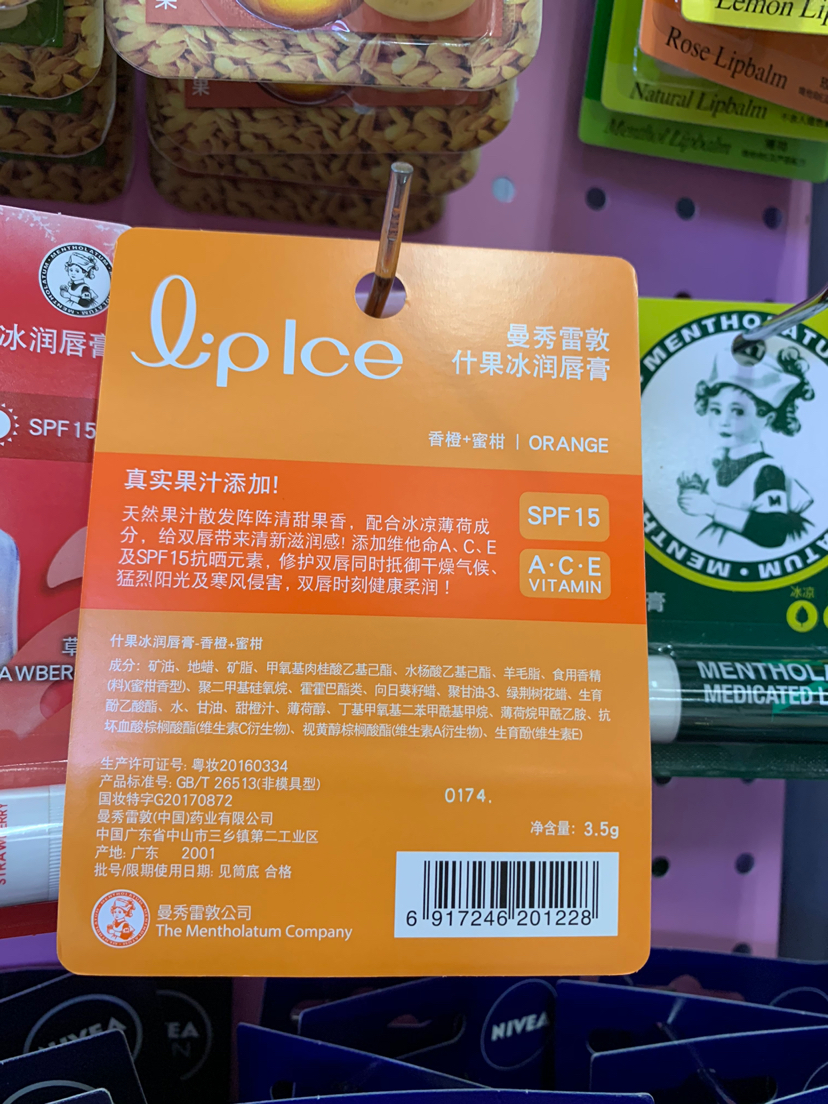 果
果
Lemon Lip
Rose Lipbalm
Natural Lipbalm
Menthol Lipbalm
MENTHOLATUM
冰润唇膏
SPF15
lipIce
曼秀雷敦
什果冰润唇膏
香橙+蜜柑 | ORANGE
真实果汁添加!
天然果汁散发阵阵清甜果香，配合冰凉薄荷成
分，给双唇带来清新滋润感! 添加维他命A、C、E
及SPF15抗晒元素，修护双唇同时抵御干燥气候、
猛烈阳光及寒风侵害，双唇时刻健康柔润！
SPF15
A·C·E
VITAMIN
什果冰润唇膏-香橙+蜜柑
成分：矿油、地蜡、矿脂、甲氧基肉桂酸乙基己酯、水杨酸乙基己酯、羊毛脂、食用香精
(料)(蜜柑香型)、聚二甲基硅氧烷、霍霍巴酯类、向日葵籽蜡、聚甘油-3、绿荆树花蜡、生育
酚乙酸酯、水、甘油、甜橙汁、薄荷醇、丁基甲氧基二苯甲酰基甲烷、薄荷烷甲酰乙胺、抗
坏血酸棕榈酸酯(维生素C衍生物)、视黄醇棕榈酸酯(维生素A衍生物)、生育酚(维生素E)
生产许可证号: 粤妆20160334
产品标准号: GB/T 26513(非模具型)
国妆特字G20170872
曼秀雷敦(中国)药业有限公司
中国广东省中山市三乡镇第二工业区
产地: 广东 2001
批号/限期使用日期: 见筒底 合格
0174.
净含量：3.5g
6 917246 201228
曼秀雷敦公司
The Mentholatum Company
草
AWBER
STRAWBERRY
MENTHOLATUM
膏
冰凉
MENTHOL
MEDICATED L
NIVEA
EA
NIVEA